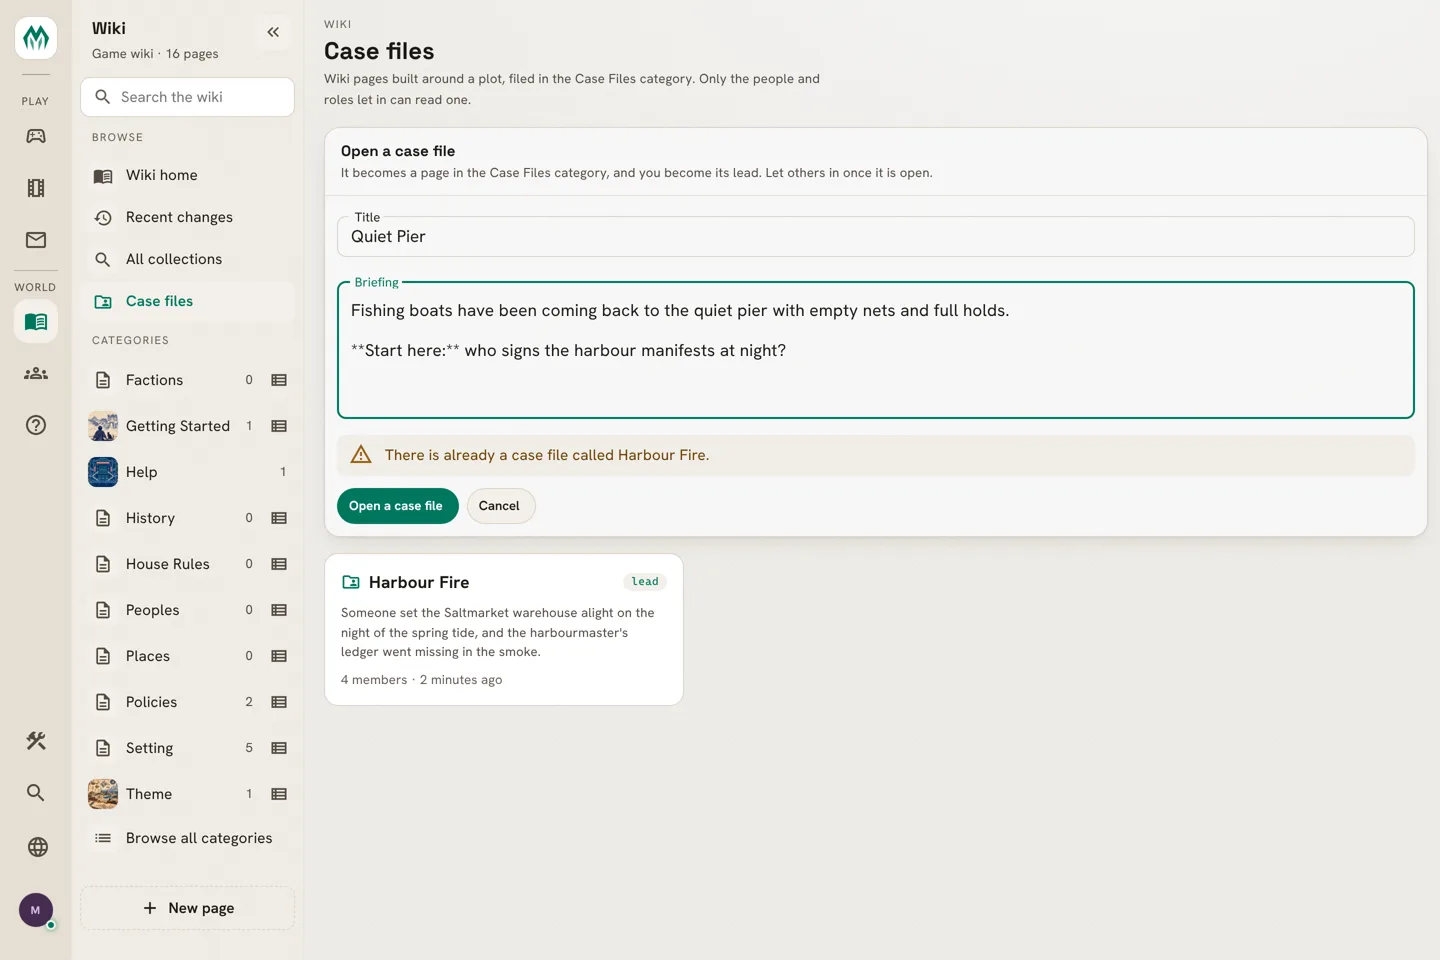 PLAY
WORLD
M
Wiki
Game wiki · 16 pages
Search the wiki
BROWSE
Wiki home
Recent changes
All collections
Case files
CATEGORIES
Factions 0
Getting Started 1
Help 1
History 0
House Rules 0
Peoples 0
Places 0
Policies 2
Setting 5
Theme 1
Browse all categories
New page
WIKI
Case files
Wiki pages built around a plot, filed in the Case Files category. Only the people and
roles let in can read one.
Open a case file
It becomes a page in the Case Files category, and you become its lead. Let others in once it is open.
Title
Quiet Pier
Briefing
Fishing boats have been coming back to the quiet pier with empty nets and full holds.
**Start here:** who signs the harbour manifests at night?
There is already a case file called Harbour Fire.
Open a case file
Cancel
Harbour Fire
lead
Someone set the Saltmarket warehouse alight on the
night of the spring tide, and the harbourmaster's
ledger went missing in the smoke.
4 members · 2 minutes ago